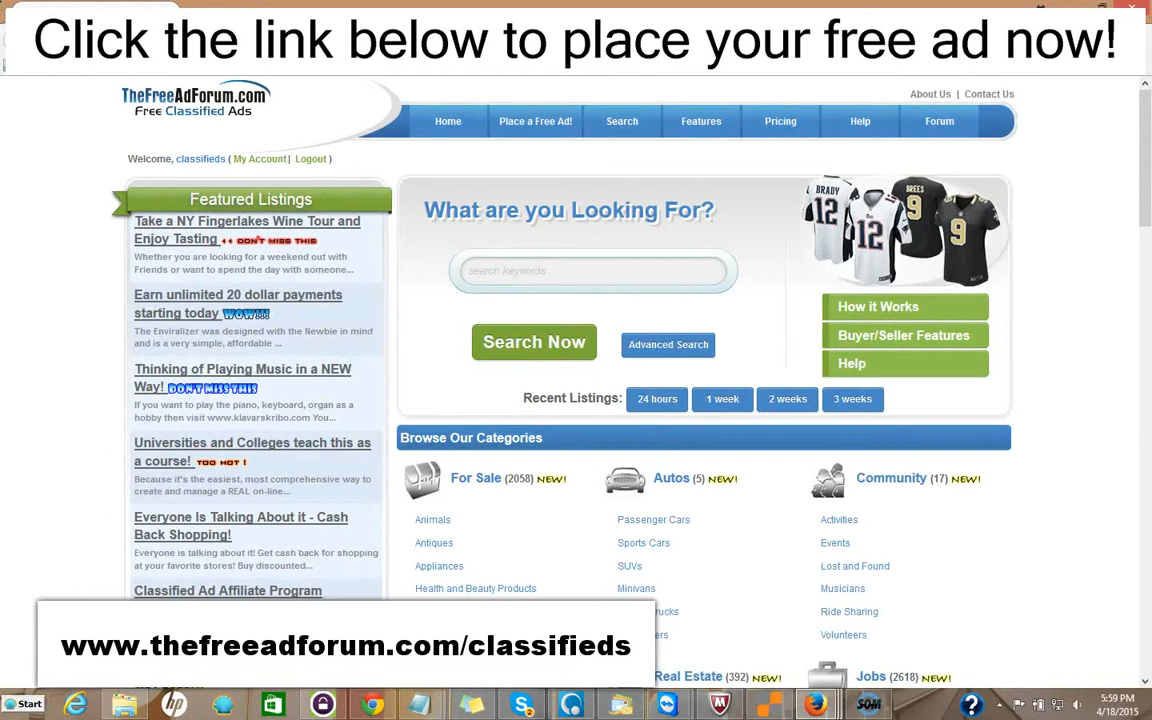 Click the link below to place your free ad now!
TheFreeAdForum.com
Free Classified Ads
About Us | Contact Us
Home
Place a Free Ad!
Search
Features
Pricing
Help
Forum
Welcome, classifieds ( My Account | Logout )
Featured Listings
Take a NY Fingerlakes Wine Tour and
Enjoy Tasting DON'T MISS THIS
Whether you are looking for a weekend out with
Friends or want to spend the day with someone...
Earn unlimited 20 dollar payments
starting today WOW!!!
The Enviralizer was designed with the Newbie in mind
and is a very simple, affordable ...
Thinking of Playing Music in a NEW
Way! DON'T MISS THIS
If you want to play the piano, keyboard, organ as a
hobby then visit www.klavarskribo.com You...
Universities and Colleges teach this as
a course! TOO HOT !
Because it's the easiest, most comprehensive way to
create and manage a REAL on-line...
Everyone Is Talking About it - Cash
Back Shopping!
Everyone is talking about it! Get cash back for shopping
at your favorite stores! Buy discounted...
Classified Ad Affiliate Program
What are you Looking For?
search keywords
Search Now
Advanced Search
Recent Listings:
24 hours
1 week
2 weeks
3 weeks
BRADY
12
12
BREES
9
9
How it Works
Buyer/Seller Features
Help
Browse Our Categories
For Sale (2058) NEW!
Animals
Antiques
Appliances
Health and Beauty Products
Autos (5) NEW!
Passenger Cars
Sports Cars
SUVs
Minivans
Community (17) NEW!
Activities
Events
Lost and Found
Musicians
Ride Sharing
Volunteers
Real Estate (392) NEW!
Jobs (2618) NEW!
www.thefreeadforum.com/classifieds
Start
hp
2
SOM
5:59 PM
4/18/2015